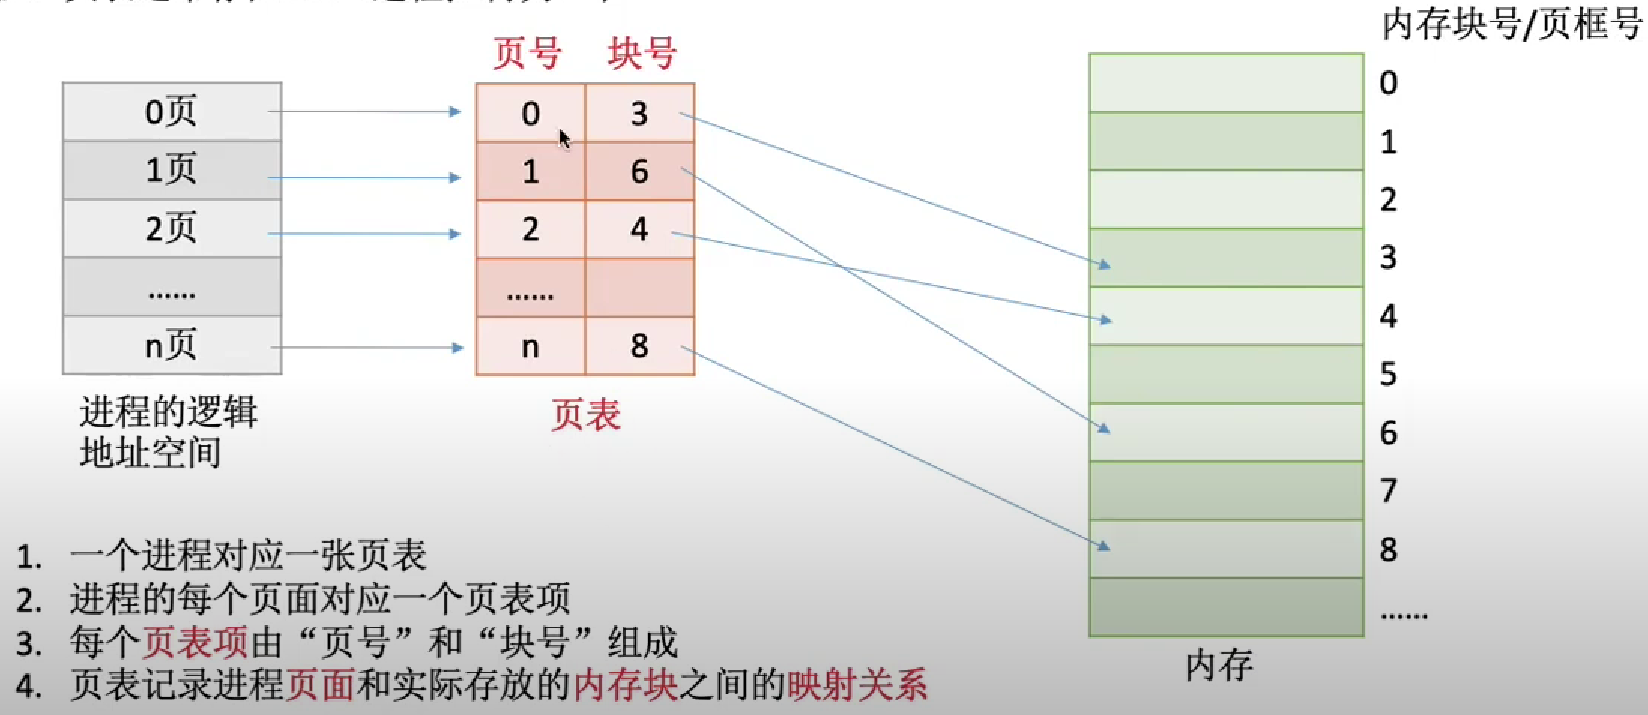 内存块号/页框号
页号 块号
0页 0 3 0
1页 1 6 1
2页 2 4 2
3
...... ...... 4
n页 n 8 5
进程的逻辑
地址空间
页表
6
7
8
......
内存
1. 一个进程对应一张页表
2. 进程的每个页面对应一个页表项
3. 每个页表项由“页号”和“块号”组成
4. 页表记录进程页面和实际存放的内存块之间的映射关系